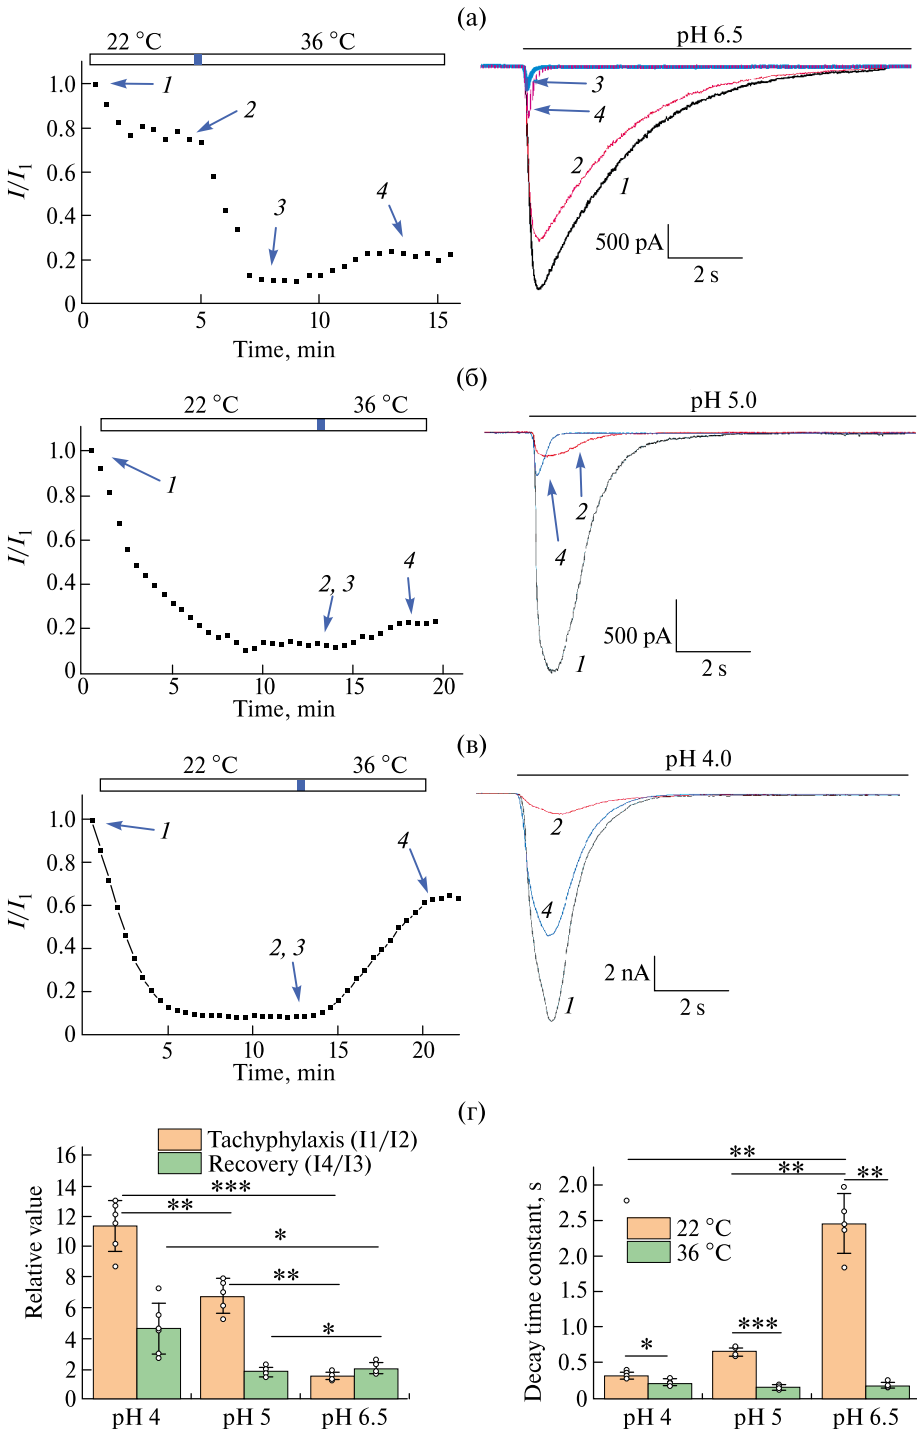 (а)
22 °C
36 °C
1.0
0.8
0.6
0.4
0.2
0
I/I1
1
2
3
4
5
10
15
Time, min
pH 6.5
3
4
2
1
500 pA
2 s
(б)
22 °C
36 °C
1.0
0.8
0.6
0.4
0.2
0
I/I1
1
2, 3
4
5
10
15
20
Time, min
pH 5.0
2
4
1
500 pA
2 s
(в)
22 °C
36 °C
1.0
0.8
0.6
0.4
0.2
0
I/I1
1
2, 3
4
5
10
15
20
Time, min
pH 4.0
2
4
1
2 nA
2 s
(г)
Tachyphylaxis (I1/I2)
Recovery (I4/I3)
16
14
12
10
8
6
4
2
0
Relative value
***
**
*
**
*
pH 4
pH 5
pH 6.5
2.0
2.5
2.0
1.5
1.0
0.5
0
Decay time constant, s
22 °C
36 °C
**
**
**
*
***
pH 4
pH 5
pH 6.5